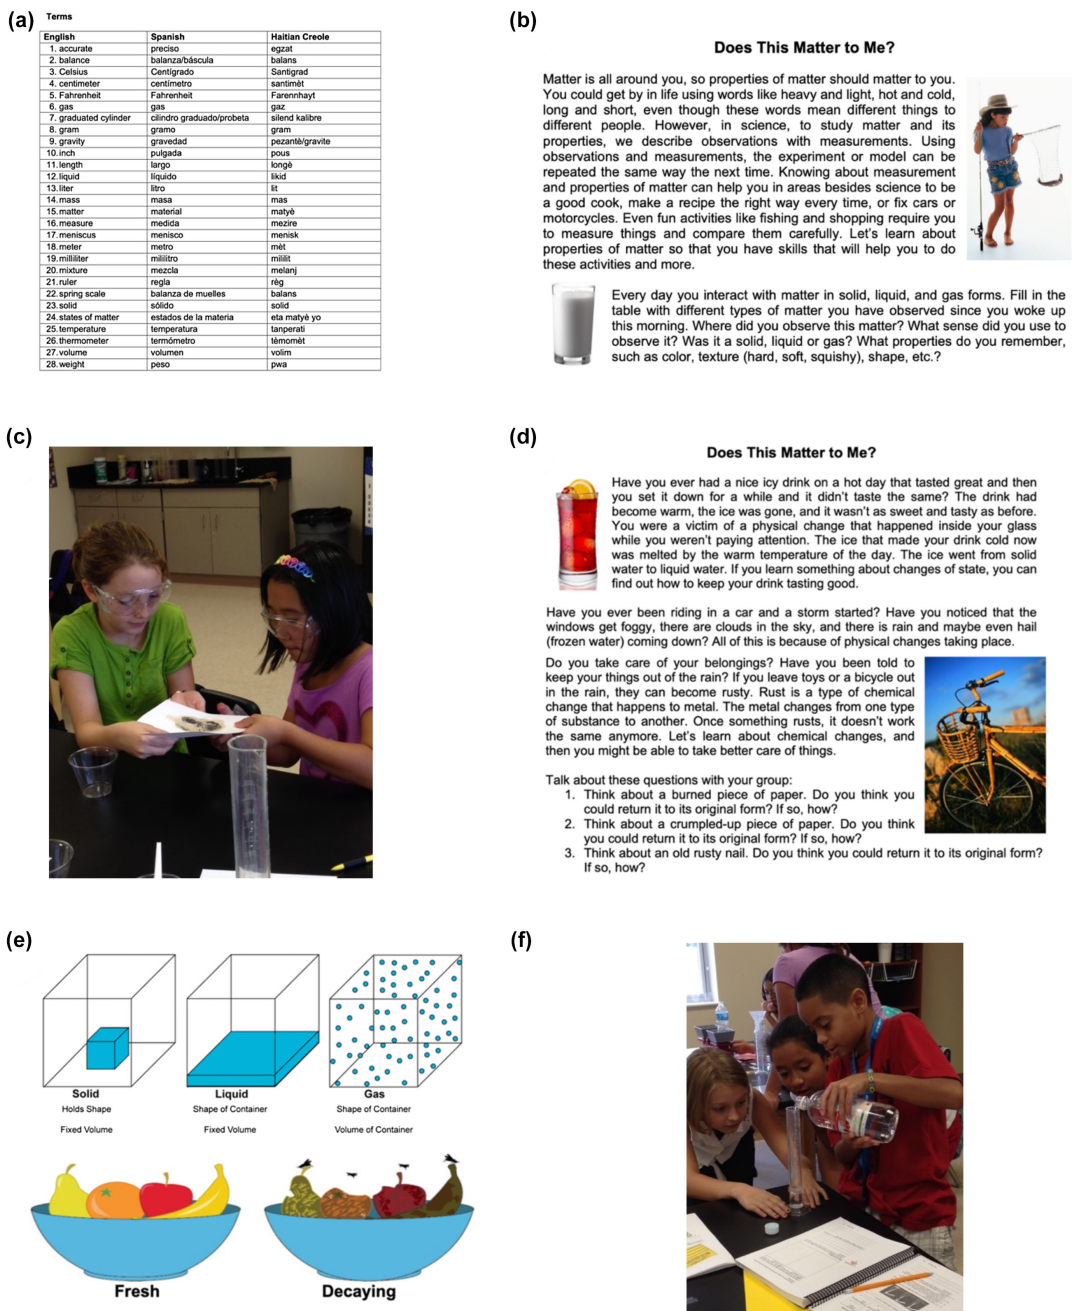 (a)
Terms
English Spanish Haitian Creole
1. accurate preciso egzat
2. balance balanza/báscula balans
3. Celsius Centígrado Santigrad
4. centimeter centímetro santimèt
5. Fahrenheit Fahrenheit Farennhayt
6. gas gas gaz
7. graduated cylinder cilindro graduado/probeta silend kalibre
8. gram gramo gram
9. gravity gravedad pezantè/gravite
10. inch pulgada pous
11. length largo longè
12. liquid líquido likid
13. liter litro lit
14. mass masa mas
15. matter material matyè
16. measure medida mezire
17. meniscus menisco menisk
18. meter metro mèt
19. milliliter mililitro mililit
20. mixture mezcla melanj
21. ruler regla règ
22. spring scale balanza de muelles balans
23. solid sólido solid
24. states of matter estados de la materia eta matyè yo
25. temperature temperatura tanperati
26. thermometer termómetro tèmomèt
27. volume volumen volim
28. weight peso pwa
(b)
Does This Matter to Me?
Matter is all around you, so properties of matter should matter to you.
You could get by in life using words like heavy and light, hot and cold,
long and short, even though these words mean different things to
different people. However, in science, to study matter and its
properties, we describe observations with measurements. Using
observations and measurements, the experiment or model can be
repeated the same way the next time. Knowing about measurement
and properties of matter can help you in areas besides science to be
a good cook, make a recipe the right way every time, or fix cars or
motorcycles. Even fun activities like fishing and shopping require you
to measure things and compare them carefully. Let's learn about
properties of matter so that you have skills that will help you to do
these activities and more.
Every day you interact with matter in solid, liquid, and gas forms. Fill in the
table with different types of matter you have observed since you woke up
this morning. Where did you observe this matter? What sense did you use to
observe it? Was it a solid, liquid or gas? What properties do you remember,
such as color, texture (hard, soft, squishy), shape, etc.?
(c)
(d)
Does This Matter to Me?
Have you ever had a nice icy drink on a hot day that tasted great and then
you set it down for a while and it didn't taste the same? The drink had
become warm, the ice was gone, and it wasn't as sweet and tasty as before.
You were a victim of a physical change that happened inside your glass
while you weren't paying attention. The ice that made your drink cold now
was melted by the warm temperature of the day. The ice went from solid
water to liquid water. If you learn something about changes of state, you can
find out how to keep your drink tasting good.
Have you ever been riding in a car and a storm started? Have you noticed that the
windows get foggy, there are clouds in the sky, and there is rain and maybe even hail
(frozen water) coming down? All of this is because of physical changes taking place.
Do you take care of your belongings? Have you been told to
keep your things out of the rain? If you leave toys or a bicycle out
in the rain, they can become rusty. Rust is a type of chemical
change that happens to metal. The metal changes from one type
of substance to another. Once something rusts, it doesn't work
the same anymore. Let's learn about chemical changes, and
then you might be able to take better care of things.
Talk about these questions with your group:
1. Think about a burned piece of paper. Do you think you
could return it to its original form? If so, how?
2. Think about a crumpled-up piece of paper. Do you think
you could return it to its original form? If so, how?
3. Think about an old rusty nail. Do you think you could return it to its original form?
If so, how?
(e)
Solid Liquid Gas
Holds Shape Shape of Container Shape of Container
Fixed Volume Fixed Volume Volume of Container
Fresh Decaying
(f)